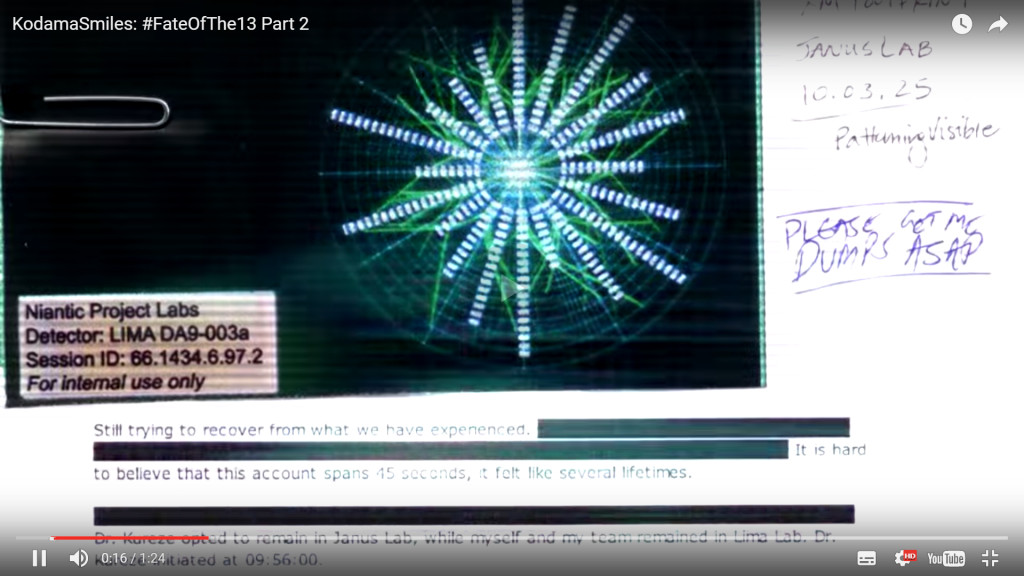 KodamaSmiles: #FateOfThe13 Part 2
JANUS LAB
10.03.25
Patterning Visible
PLEASE GET ME
DUMPS ASAP
Niantic Project Labs
Detector: LIMA DA9-003a
Session ID: 66.1434.6.97.2
For internal use only
Still trying to recover from what we have experienced.
It is hard
to believe that this account spans 45 seconds, it felt like several lifetimes.
Dr. Kureze opted to remain in Janus Lab, while myself and my team remained in Lima Lab. Dr.
Kureze initiated at 09:56:00.
0:16 / 1:24
HD
YouTube